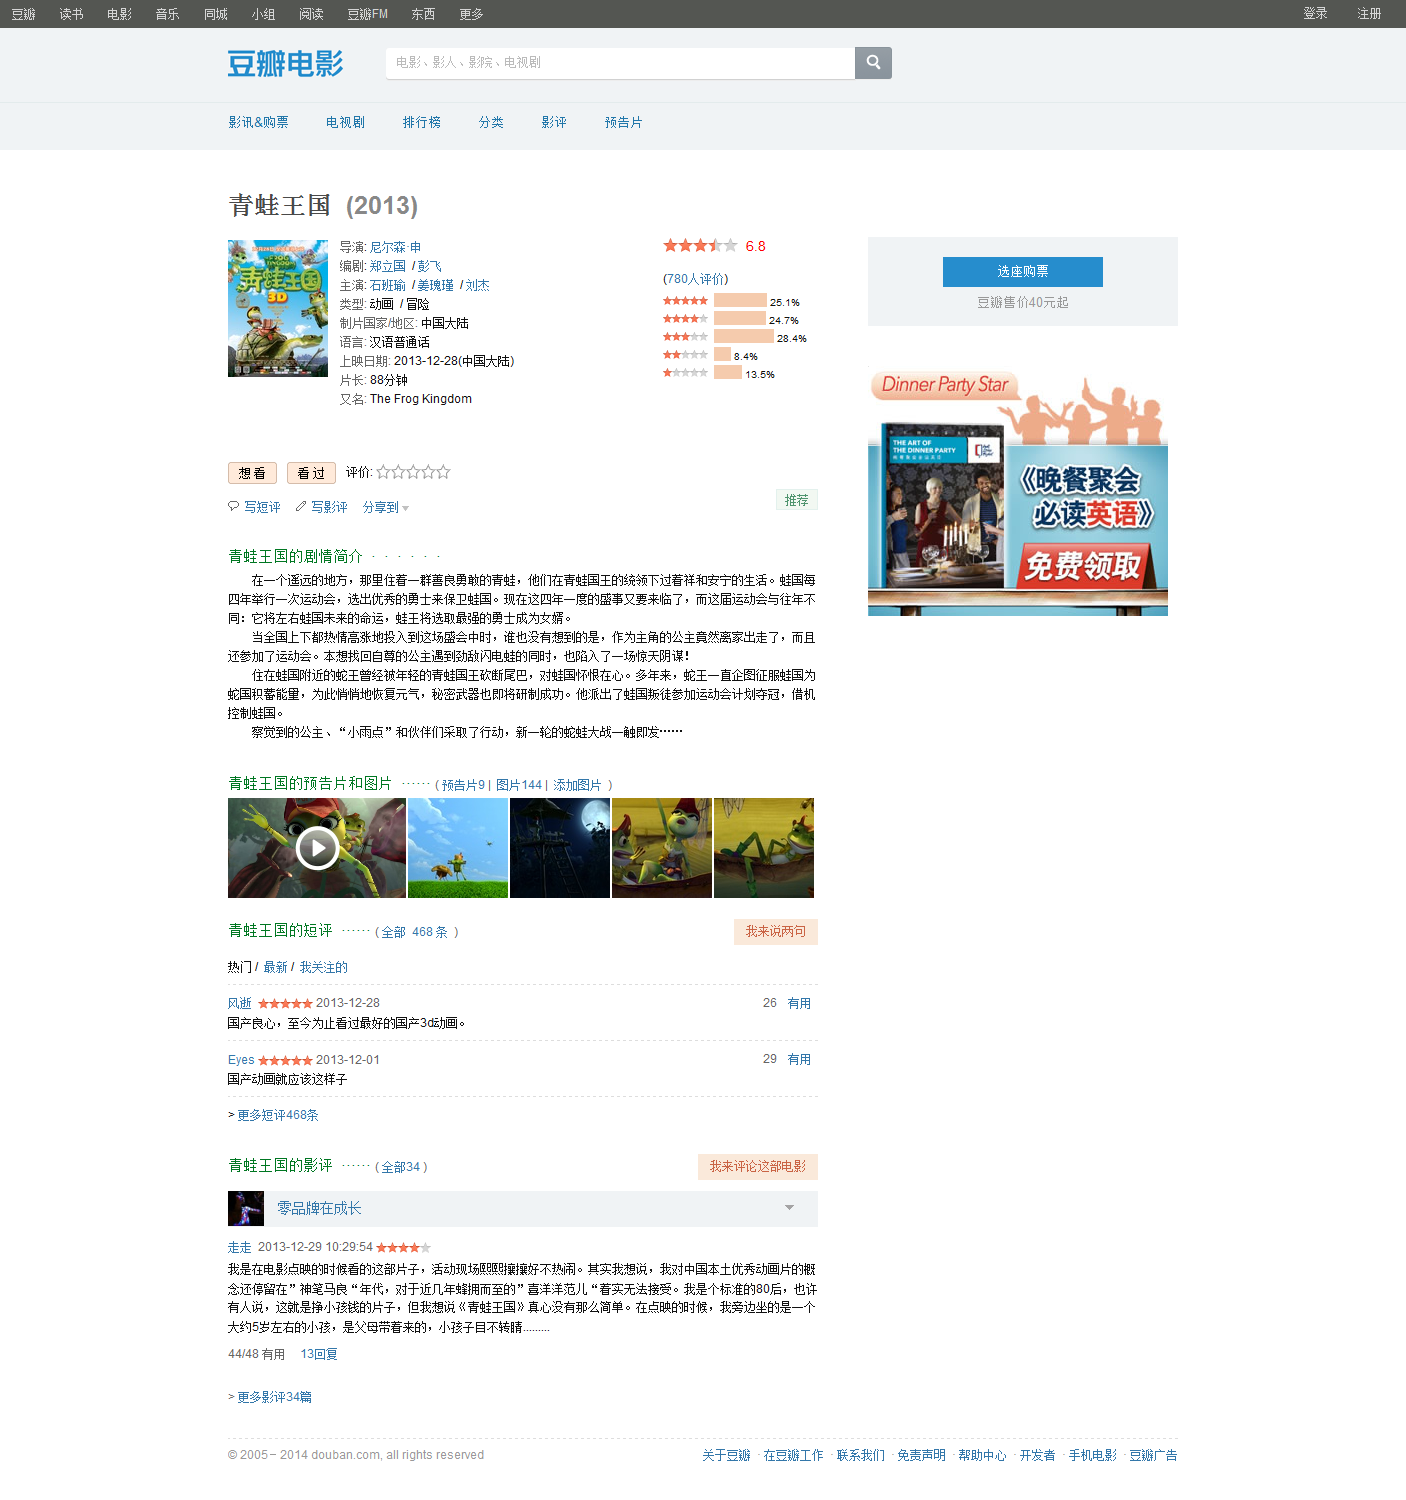 豆瓣 读书 电影 音乐 同城 小组 阅读 豆瓣FM 东西 更多 登录 注册
豆瓣电影
电影、影人、影院、电视剧
影讯&购票 电视剧 排行榜 分类 影评 预告片
青蛙王国 (2013)
导演: 尼尔森·申
编剧: 郑立国 / 彭飞
主演: 石班瑜 / 姜瑰瑾 / 刘杰
类型: 动画 / 冒险
制片国家/地区: 中国大陆
语言: 汉语普通话
上映日期: 2013-12-28(中国大陆)
片长: 88分钟
又名: The Frog Kingdom
青蛙王国
3D
6.8
(780人评价)
25.1%
24.7%
28.4%
8.4%
13.5%
选座购票
豆瓣售价40元起
Dinner Party Star
THE ART OF
THE DINNER PARTY
《晚餐聚会
必读英语》
免费领取
想看 看过 评价:
写短评 写影评 分享到 推荐
青蛙王国的剧情简介 · · · · · ·
在一个遥远的地方，那里住着一群善良勇敢的青蛙，他们在青蛙国王的统领下过着祥和安宁的生活。蛙国每
四年举行一次运动会，选出优秀的勇士来保卫蛙国。现在这四年一度的盛事又要来临了，而这届运动会与往年不
同：它将左右蛙国未来的命运，蛙王将选取最强的勇士成为女婿。
当全国上下都热情高涨地投入到这场盛会中时，谁也没有想到的是，作为主角的公主竟然离家出走了，而且
还参加了运动会。本想找回自尊的公主遇到劲敌闪电蛙的同时，也陷入了一场惊天阴谋！
住在蛙国附近的蛇王曾经被年轻的青蛙国王砍断尾巴，对蛙国怀恨在心。多年来，蛇王一直企图征服蛙国为
蛇国积蓄能量，为此悄悄地恢复元气，秘密武器也即将研制成功。他派出了蛙国叛徒参加运动会计划夺冠，借机
控制蛙国。
察觉到的公主、“小雨点”和伙伴们采取了行动，新一轮的蛇蛙大战一触即发……
青蛙王国的预告片和图片 ······ ( 预告片9 | 图片144 | 添加图片 )
青蛙王国的短评 ······ ( 全部 468 条 ) 我来说两句
热门 / 最新 / 我关注的
风逝 2013-12-28 26 有用
国产良心，至今为止看过最好的国产3d动画。
Eyes 2013-12-01 29 有用
国产动画就应该这样子
> 更多短评468条
青蛙王国的影评 ······ ( 全部34 ) 我来评论这部电影
零品牌在成长
走走 2013-12-29 10:29:54
我是在电影点映的时候看的这部片子，活动现场熙熙攘攘好不热闹。其实我想说，我对中国本土优秀动画片的概
念还停留在”神笔马良“年代，对于近几年蜂拥而至的”喜洋洋范儿“着实无法接受。我是个标准的80后，也许
有人说，这就是挣小孩钱的片子，但我想说《青蛙王国》真心没有那么简单。在点映的时候，我旁边坐的是一个
大约5岁左右的小孩，是父母带着来的，小孩子目不转睛.........
44/48 有用 13回复
> 更多影评34篇
© 2005－2014 douban.com, all rights reserved 关于豆瓣 · 在豆瓣工作 · 联系我们 · 免责声明 · 帮助中心 · 开发者 · 手机电影 · 豆瓣广告